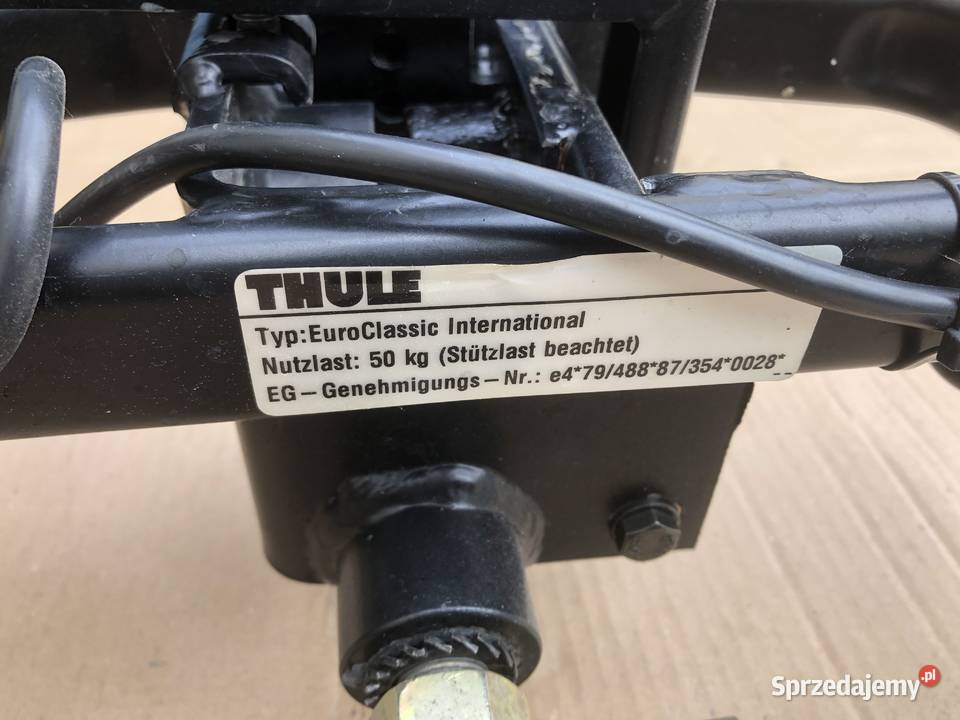 THULE
Typ:EuroClassic International
Nutzlast: 50 kg (Stützlast beachtet)
EG–Genehmigungs–Nr.: e4*79/488*87/354*0028*
Sprzedajemy.pl